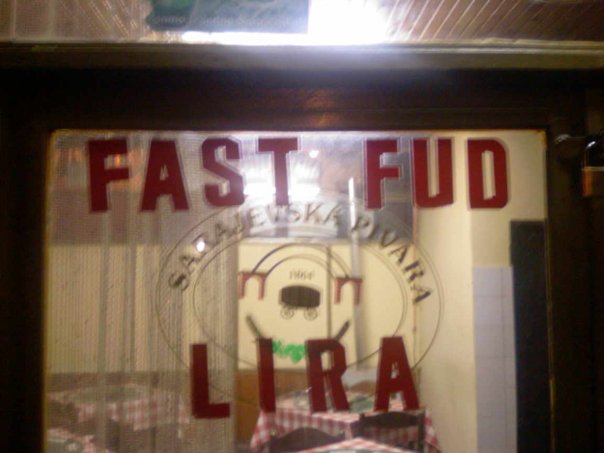 FAST FUD
SARAJEVSKA PIVARA
1864
LIRA